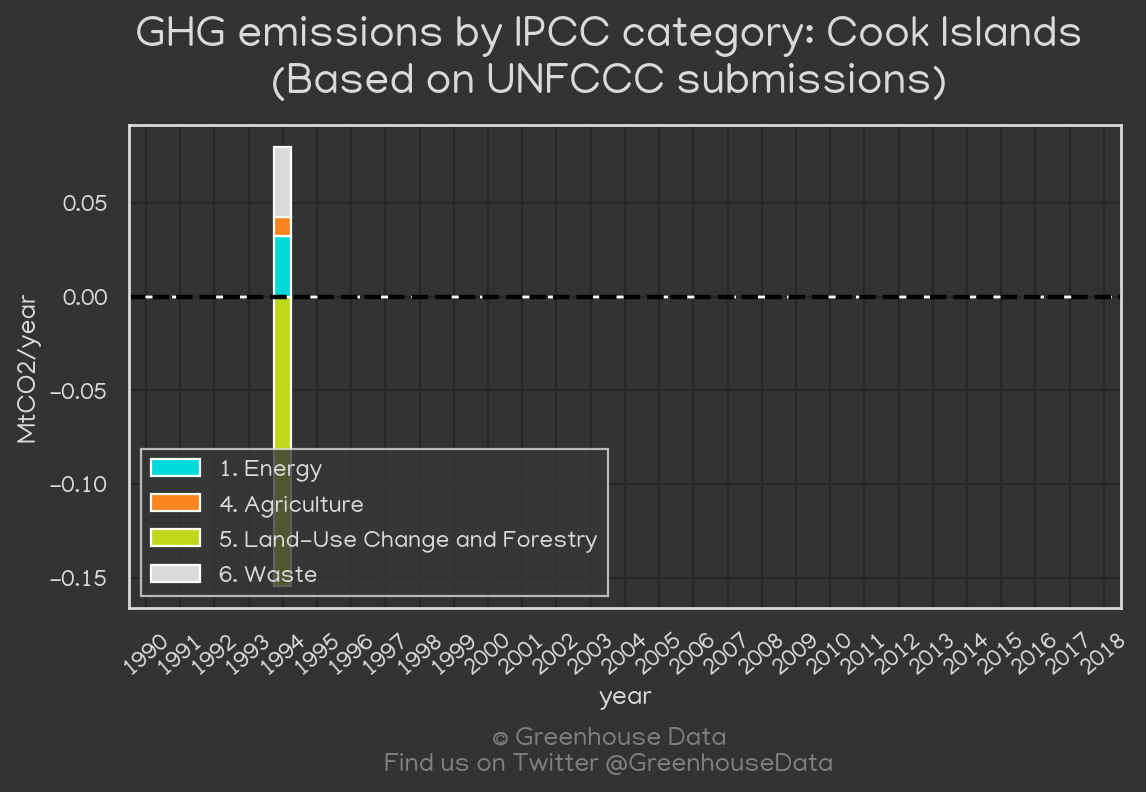 GHG emissions by IPCC category: Cook Islands
(Based on UNFCCC submissions)
MtCO2/year
0.05
0.00
−0.05
−0.10
−0.15
1. Energy
4. Agriculture
5. Land-Use Change and Forestry
6. Waste
1990 1991 1992 1993 1994 1995 1996 1997 1998 1999 2000 2001 2002 2003 2004 2005 2006 2007 2008 2009 2010 2011 2012 2013 2014 2015 2016 2017 2018
year
© Greenhouse Data
Find us on Twitter @GreenhouseData